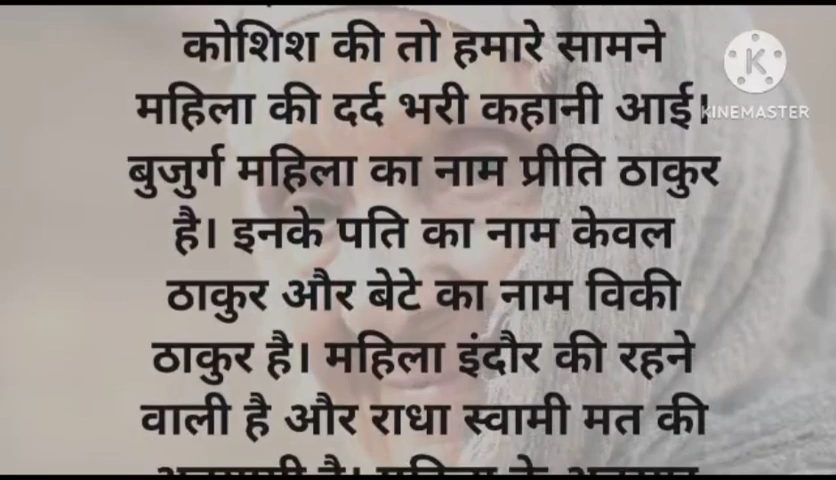 कोशिश की तो हमारे सामने
महिला की दर्द भरी कहानी आई।
बुजुर्ग महिला का नाम प्रीति ठाकुर
है। इनके पति का नाम केवल
ठाकुर और बेटे का नाम विकी
ठाकुर है। महिला इंदौर की रहने
वाली है और राधा स्वामी मत की
K
KINEMASTER